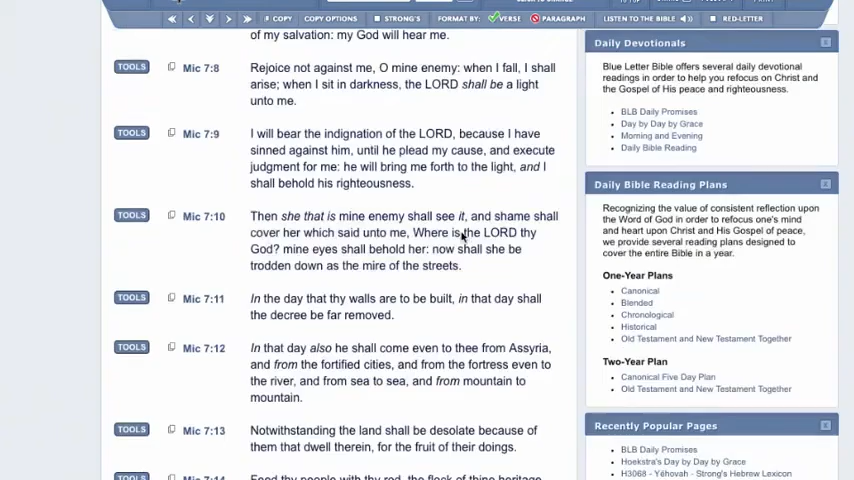 COPY
COPY OPTIONS
STRONG'S
FORMAT BY:
VERSE
PARAGRAPH
LISTEN TO THE BIBLE
RED-LETTER
of my salvation: my God will hear me.
TOOLS
Mic 7:8
Rejoice not against me, O mine enemy: when I fall, I shall
arise; when I sit in darkness, the LORD shall be a light
unto me.
TOOLS
Mic 7:9
I will bear the indignation of the LORD, because I have
sinned against him, until he plead my cause, and execute
judgment for me: he will bring me forth to the light, and I
shall behold his righteousness.
TOOLS
Mic 7:10
Then she that is mine enemy shall see it, and shame shall
cover her which said unto me, Where is the LORD thy
God? mine eyes shall behold her: now shall she be
trodden down as the mire of the streets.
TOOLS
Mic 7:11
In the day that thy walls are to be built, in that day shall
the decree be far removed.
TOOLS
Mic 7:12
In that day also he shall come even to thee from Assyria,
and from the fortified cities, and from the fortress even to
the river, and from sea to sea, and from mountain to
mountain.
TOOLS
Mic 7:13
Notwithstanding the land shall be desolate because of
them that dwell therein, for the fruit of their doings.
Feed thy people with thy rod, the flock of thine heritage
Daily Devotionals
Blue Letter Bible offers several daily devotional
readings in order to help you refocus on Christ and
the Gospel of His peace and righteousness.
BLB Daily Promises
Day by Day by Grace
Morning and Evening
Daily Bible Reading
Daily Bible Reading Plans
Recognizing the value of consistent reflection upon
the Word of God in order to refocus one's mind
and heart upon Christ and His Gospel of peace,
we provide several reading plans designed to
cover the entire Bible in a year.
One-Year Plans
Canonical
Blended
Chronological
Historical
Old Testament and New Testament Together
Two-Year Plan
Canonical Five Day Plan
Old Testament and New Testament Together
Recently Popular Pages
BLB Daily Promises
Hoekstra's Day by Day by Grace
H3068 - Yĕhovah - Strong's Hebrew Lexicon